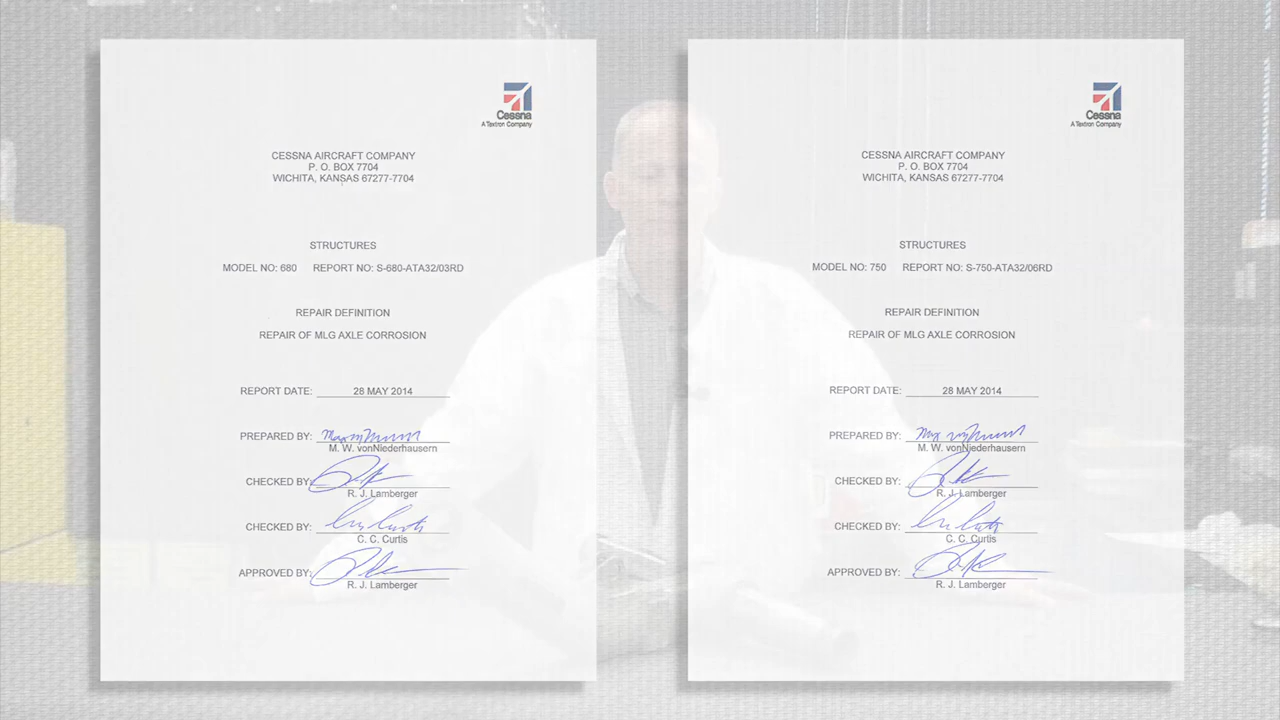 Cessna
A Textron Company
CESSNA AIRCRAFT COMPANY
P. O. BOX 7704
WICHITA, KANSAS 67277-7704
STRUCTURES
MODEL NO: 680 REPORT NO: S-680-ATA32/03RD
REPAIR DEFINITION
REPAIR OF MLG AXLE CORROSION
REPORT DATE: 28 MAY 2014
PREPARED BY:
M. W. vonNiederhausern
CHECKED BY:
R. J. Lamberger
CHECKED BY:
C. C. Curtis
APPROVED BY:
R. J. Lamberger
Cessna
A Textron Company
CESSNA AIRCRAFT COMPANY
P. O. BOX 7704
WICHITA, KANSAS 67277-7704
STRUCTURES
MODEL NO: 750 REPORT NO: S-750-ATA32/06RD
REPAIR DEFINITION
REPAIR OF MLG AXLE CORROSION
REPORT DATE: 28 MAY 2014
PREPARED BY:
M. W. vonNiederhausern
CHECKED BY:
R. J. Lamberger
CHECKED BY:
C. C. Curtis
APPROVED BY:
R. J. Lamberger